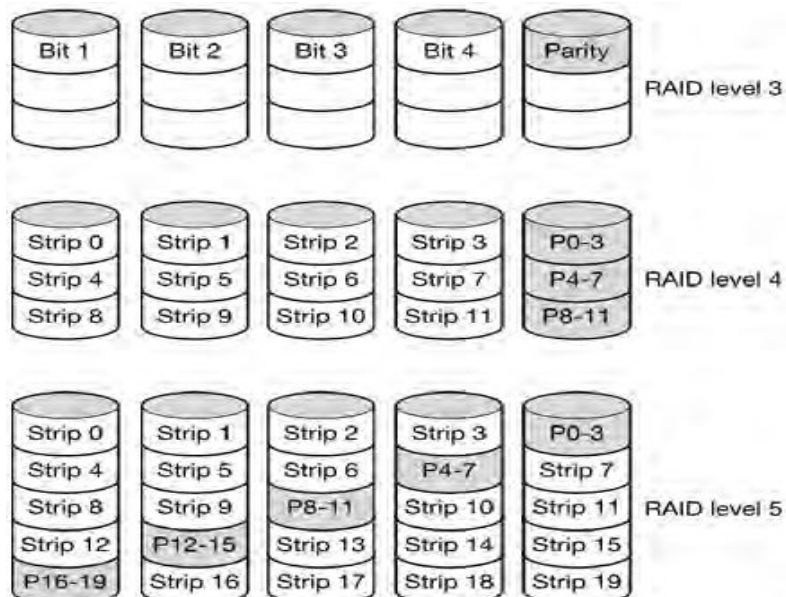 Bit 1 Bit 2 Bit 3 Bit 4 Parity
RAID level 3
Strip 0 Strip 1 Strip 2 Strip 3 P0-3
Strip 4 Strip 5 Strip 6 Strip 7 P4-7 RAID level 4
Strip 8 Strip 9 Strip 10 Strip 11 P8-11
Strip 0 Strip 1 Strip 2 Strip 3 P0-3
Strip 4 Strip 5 Strip 6 P4-7 Strip 7
Strip 8 Strip 9 P8-11 Strip 10 Strip 11 RAID level 5
Strip 12 P12-15 Strip 13 Strip 14 Strip 15
P16-19 Strip 16 Strip 17 Strip 18 Strip 19